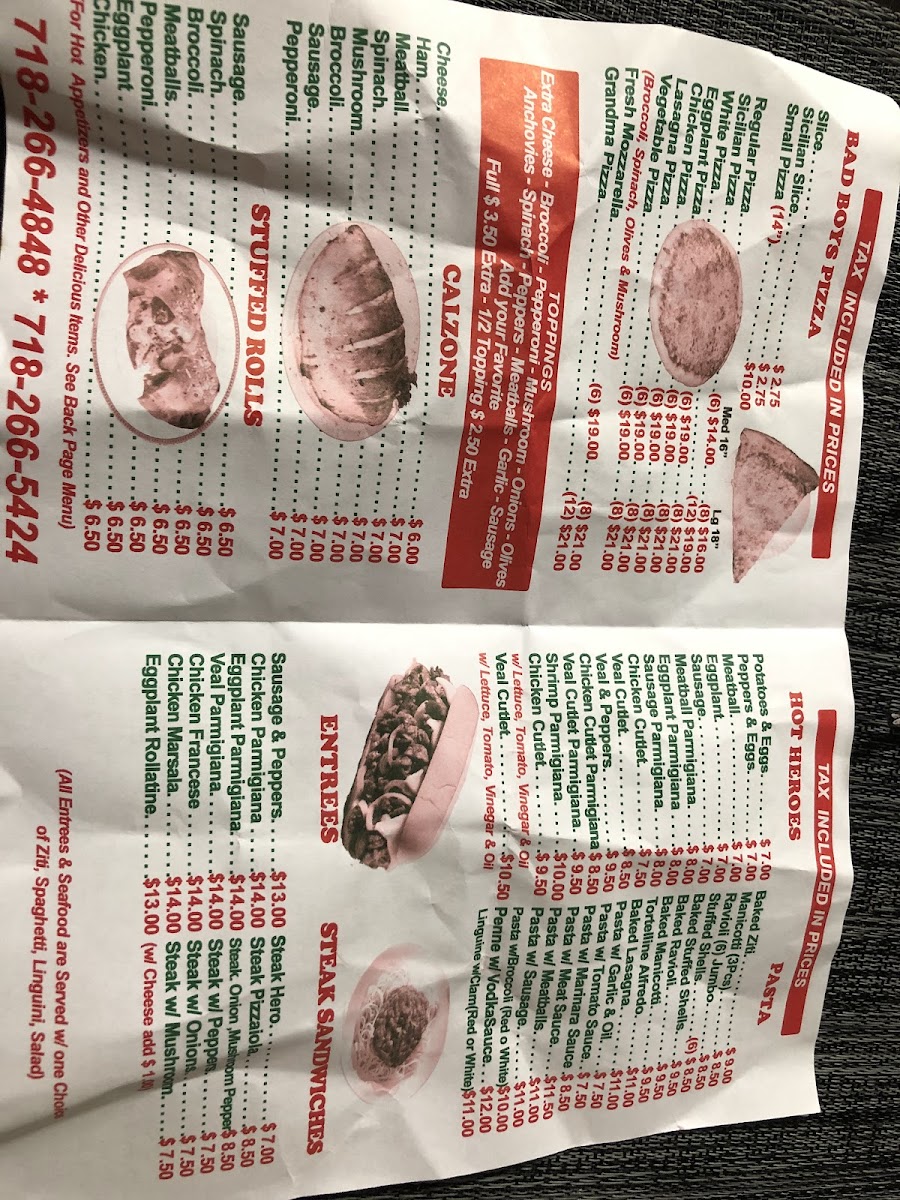 TAX INCLUDED IN PRICES
BAD BOYS PIZZA
Slice $ 2.75
Sicilian Slice $ 2.75
Small Pizza (14") $10.00
Med 16" Lg 18"
Regular Pizza (6) $14.00 (8) $16.00
Sicilian Pizza (12) $19.00
White Pizza (6) $19.00 (8) $21.00
Eggplant Pizza (6) $19.00 (8) $21.00
Chicken Pizza (6) $19.00 (8) $21.00
Lasagna Pizza (6) $19.00 (8) $21.00
Vegetable Pizza (6) $19.00 (8) $21.00
(Broccoli, Spinach, Olives & Mushroom)
Fresh Mozzarella (6) $19.00 (8) $21.00
Grandma Pizza (12) $21.00
TOPPINGS
Extra Cheese - Broccoli - Pepperoni - Mushroom - Onions - Olives
Anchovies - Spinach - Peppers - Meatballs - Garlic - Sausage
Add your Favorite
Full $ 3.50 Extra - 1/2 Topping $ 2.50 Extra
CALZONE
Cheese $ 6.00
Ham $ 7.00
Meatball $ 7.00
Spinach $ 7.00
Mushroom $ 7.00
Broccoli $ 7.00
Sausage $ 7.00
Pepperoni $ 7.00
STUFFED ROLLS
Sausage $ 6.50
Spinach $ 6.50
Broccoli $ 6.50
Meatballs $ 6.50
Pepperoni $ 6.50
Eggplant $ 6.50
Chicken $ 6.50
(For Hot Appetizers and Other Delicious Items. See Back Page Menu)
718-266-4848 * 718-266-5424
TAX INCLUDED IN PRICES
HOT HEROES
Potatoes & Eggs $ 7.00
Peppers & Eggs $ 7.00
Meatball $ 7.00
Eggplant $ 7.00
Sausage $ 7.00
Meatball Parmigiana $ 8.00
Eggplant Parmigiana $ 8.00
Sausage Parmigiana $ 8.00
Chicken Cutlet $ 7.50
Veal Cutlet $ 8.50
Veal & Peppers $ 9.50
Chicken Cutlet Parmigiana $ 8.50
Veal Cutlet Parmigiana $ 9.50
Shrimp Parmigiana $10.00
Chicken Cutlet $ 9.50
w/ Lettuce, Tomato, Vinegar & Oil
Veal Cutlet $10.50
w/ Lettuce, Tomato, Vinegar & Oil
PASTA
Baked Ziti $ 9.00
Manicotti (3Pcs) $ 8.50
Ravioli (6) Jumbo $ 8.50
Stuffed Shells (6) $ 8.50
Baked Stuffed Shells $ 9.50
Baked Ravioli $ 9.50
Baked Manicotti $ 9.50
Tortelline Alfredo $11.00
Baked Lasagna $11.00
Pasta w/ Garlic & Oil $ 7.50
Pasta w/ Tomato Sauce $ 7.50
Pasta w/ Marinara Sauce $ 8.50
Pasta w/ Meat Sauce $11.50
Pasta w/ Meatballs $11.00
Pasta w/ Sausage $11.00
Pasta w/Broccoli (Red o White)$10.00
Penne w/ VodkaSauce $12.00
Linguine w/Clam(Red or White)$11.00
ENTREES
Sausage & Peppers $13.00
Chicken Parmigiana $14.00
Eggplant Parmigiana $14.00
Veal Parmigiana $14.00
Chicken Francese $14.00
Chicken Marsala $14.00
Eggplant Rollatine $13.00
STEAK SANDWICHES
Steak Hero $ 7.00
Steak Pizzaiola $ 8.50
Steak, Onion ,Mushroom Pepper$ 8.50
Steak w/ Peppers $ 7.50
Steak w/ Onions $ 7.50
Steak w/ Mushroom $ 7.50
(w/ Cheese add $ 1.00)
(All Entrees & Seafood are Served w/ one Choice
of Ziti, Spaghetti, Linguini, Salad)